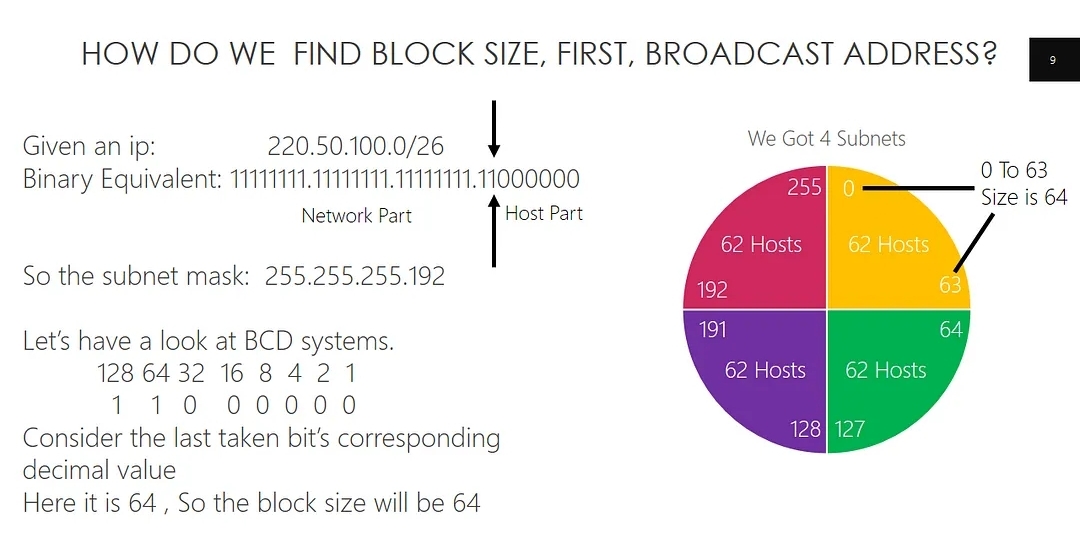 HOW DO WE FIND BLOCK SIZE, FIRST, BROADCAST ADDRESS?
9
Given an ip: 220.50.100.0/26
Binary Equivalent: 11111111.11111111.11111111.11000000
Network Part
Host Part
So the subnet mask: 255.255.255.192
Let's have a look at BCD systems.
128 64 32 16 8 4 2 1
1 1 0 0 0 0 0 0
Consider the last taken bit's corresponding
decimal value
Here it is 64 , So the block size will be 64
We Got 4 Subnets
0 To 63
Size is 64
255 0
62 Hosts 62 Hosts
192 63
191 64
62 Hosts 62 Hosts
128 127